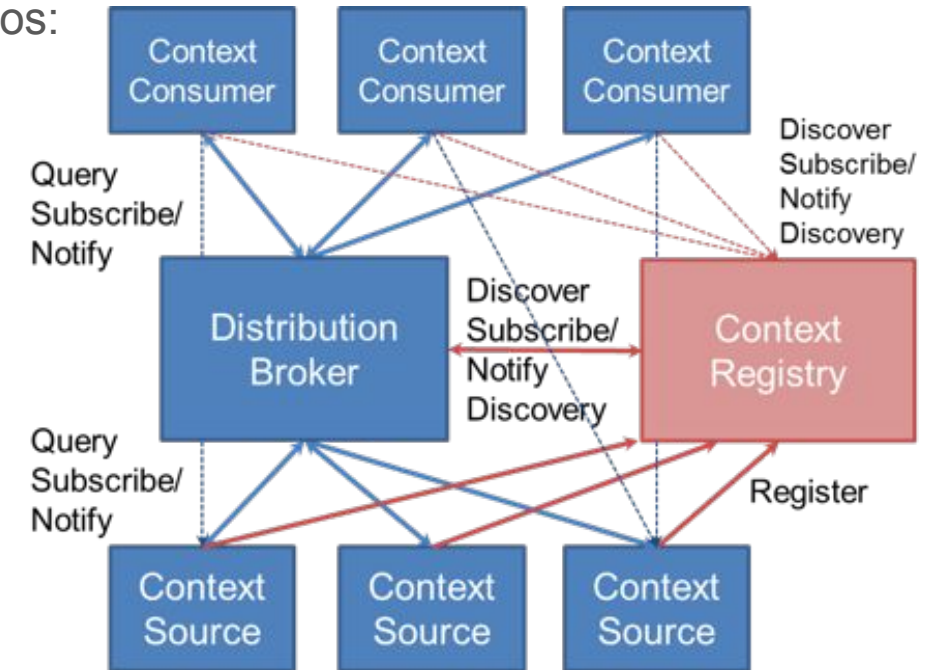 os:
Context
Consumer
Context
Consumer
Context
Consumer
Discover
Subscribe/
Notify
Discovery
Query
Subscribe/
Notify
Distribution
Broker
Discover
Subscribe/
Notify
Discovery
Context
Registry
Query
Subscribe/
Notify
Register
Context
Source
Context
Source
Context
Source